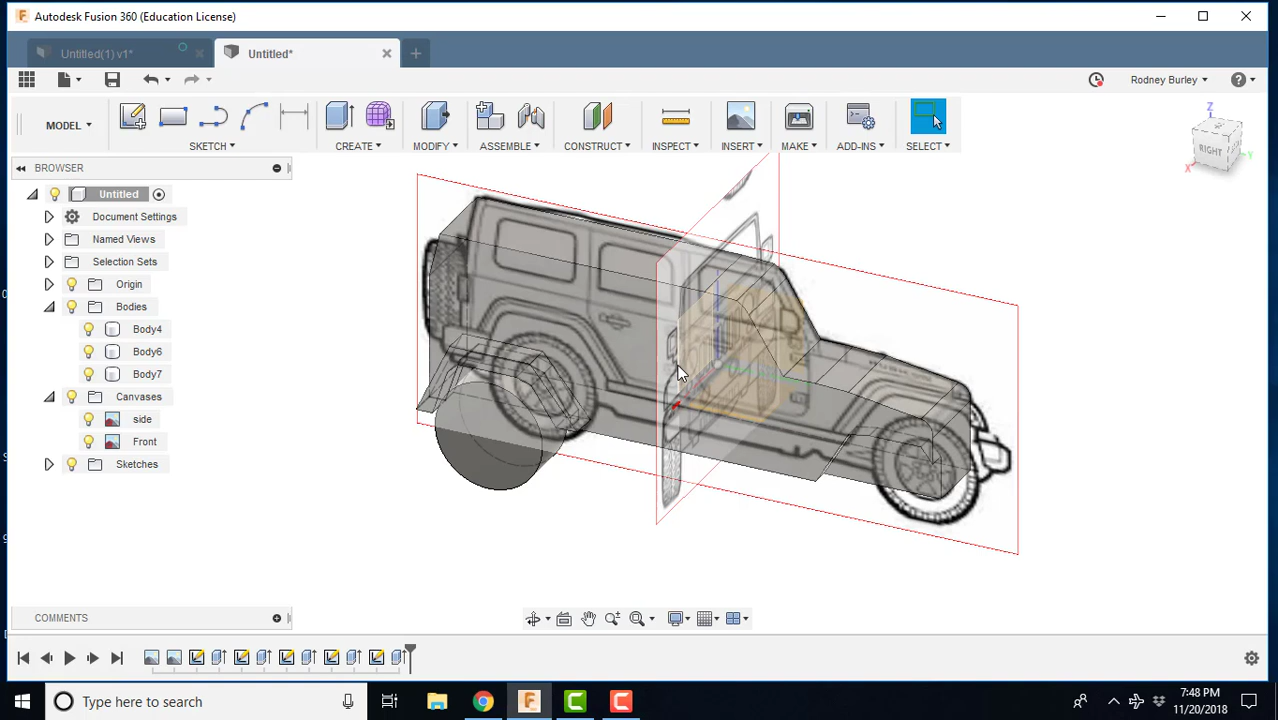 Autodesk Fusion 360 (Education License)
Untitled(1) v1*
Untitled*
Rodney Burley
MODEL
SKETCH
CREATE
MODIFY
ASSEMBLE
CONSTRUCT
INSPECT
INSERT
MAKE
ADD-INS
SELECT
Z
RIGHT
X
Y
BROWSER
Untitled
Document Settings
Named Views
Selection Sets
Origin
Bodies
Body4
Body6
Body7
Canvases
side
Front
Sketches
COMMENTS
Type here to search
7:48 PM
11/20/2018